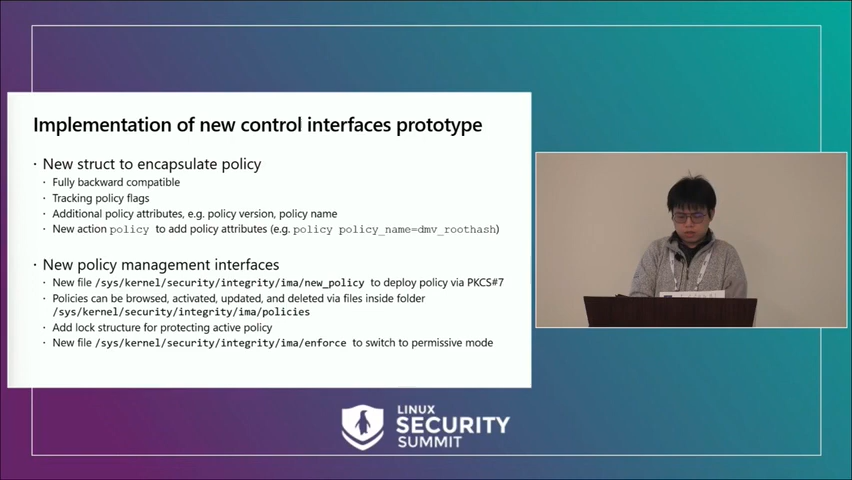 Implementation of new control interfaces prototype
· New struct to encapsulate policy
· Fully backward compatible
· Tracking policy flags
· Additional policy attributes, e.g. policy version, policy name
· New action policy to add policy attributes (e.g. policy policy_name=dmv_roothash)
· New policy management interfaces
· New file /sys/kernel/security/integrity/ima/new_policy to deploy policy via PKCS#7
· Policies can be browsed, activated, updated, and deleted via files inside folder
/sys/kernel/security/integrity/ima/policies
· Add lock structure for protecting active policy
· New file /sys/kernel/security/integrity/ima/enforce to switch to permissive mode
LINUX
SECURITY
SUMMIT